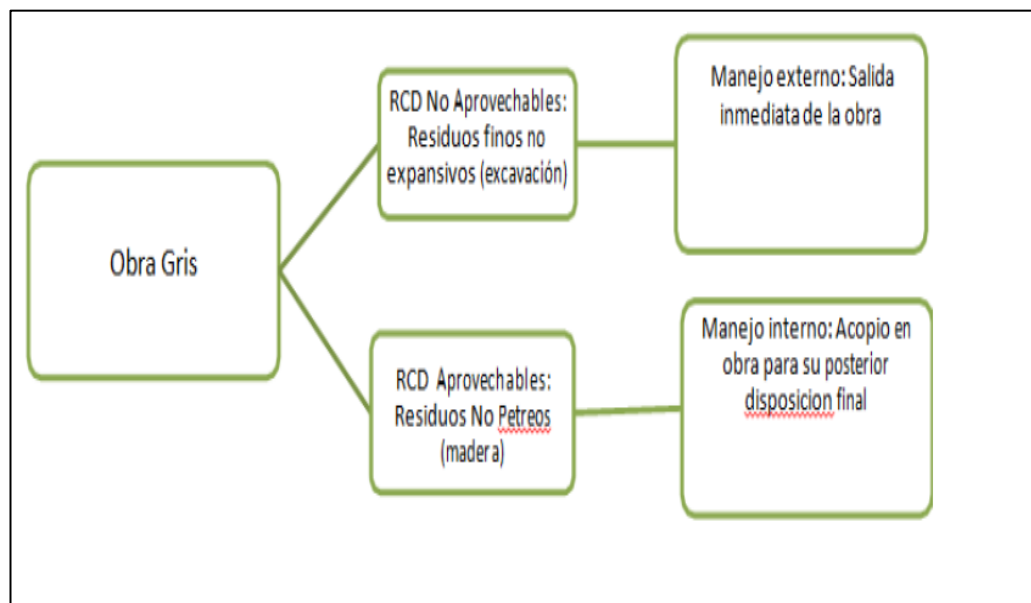 Obra Gris
RCD No Aprovechables:
Residuos finos no
expansivos (excavación)
Manejo externo: Salida
inmediata de la obra
RCD Aprovechables:
Residuos No Petreos
(madera)
Manejo interno: Acopio en
obra para su posterior
disposicion final